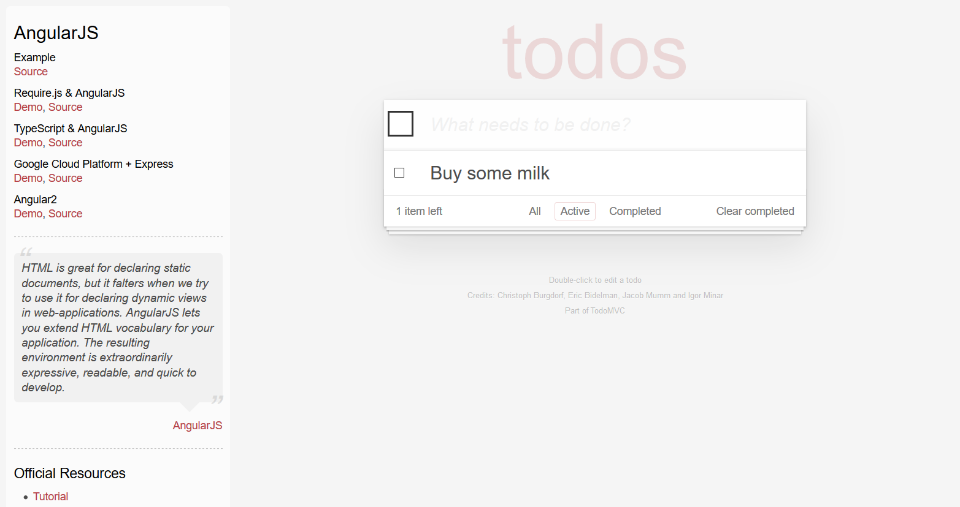 AngularJS
Example
Source
Require.js & AngularJS
Demo, Source
TypeScript & AngularJS
Demo, Source
Google Cloud Platform + Express
Demo, Source
Angular2
Demo, Source
“
HTML is great for declaring static
documents, but it falters when we try
to use it for declaring dynamic views
in web-applications. AngularJS lets
you extend HTML vocabulary for your
application. The resulting
environment is extraordinarily
expressive, readable, and quick to
develop.
”
AngularJS
Official Resources
• Tutorial
todos
What needs to be done?
Buy some milk
1 item left All Active Completed Clear completed
Double-click to edit a todo
Credits: Christoph Burgdorf, Eric Bidelman, Jacob Mumm and Igor Minar
Part of TodoMVC